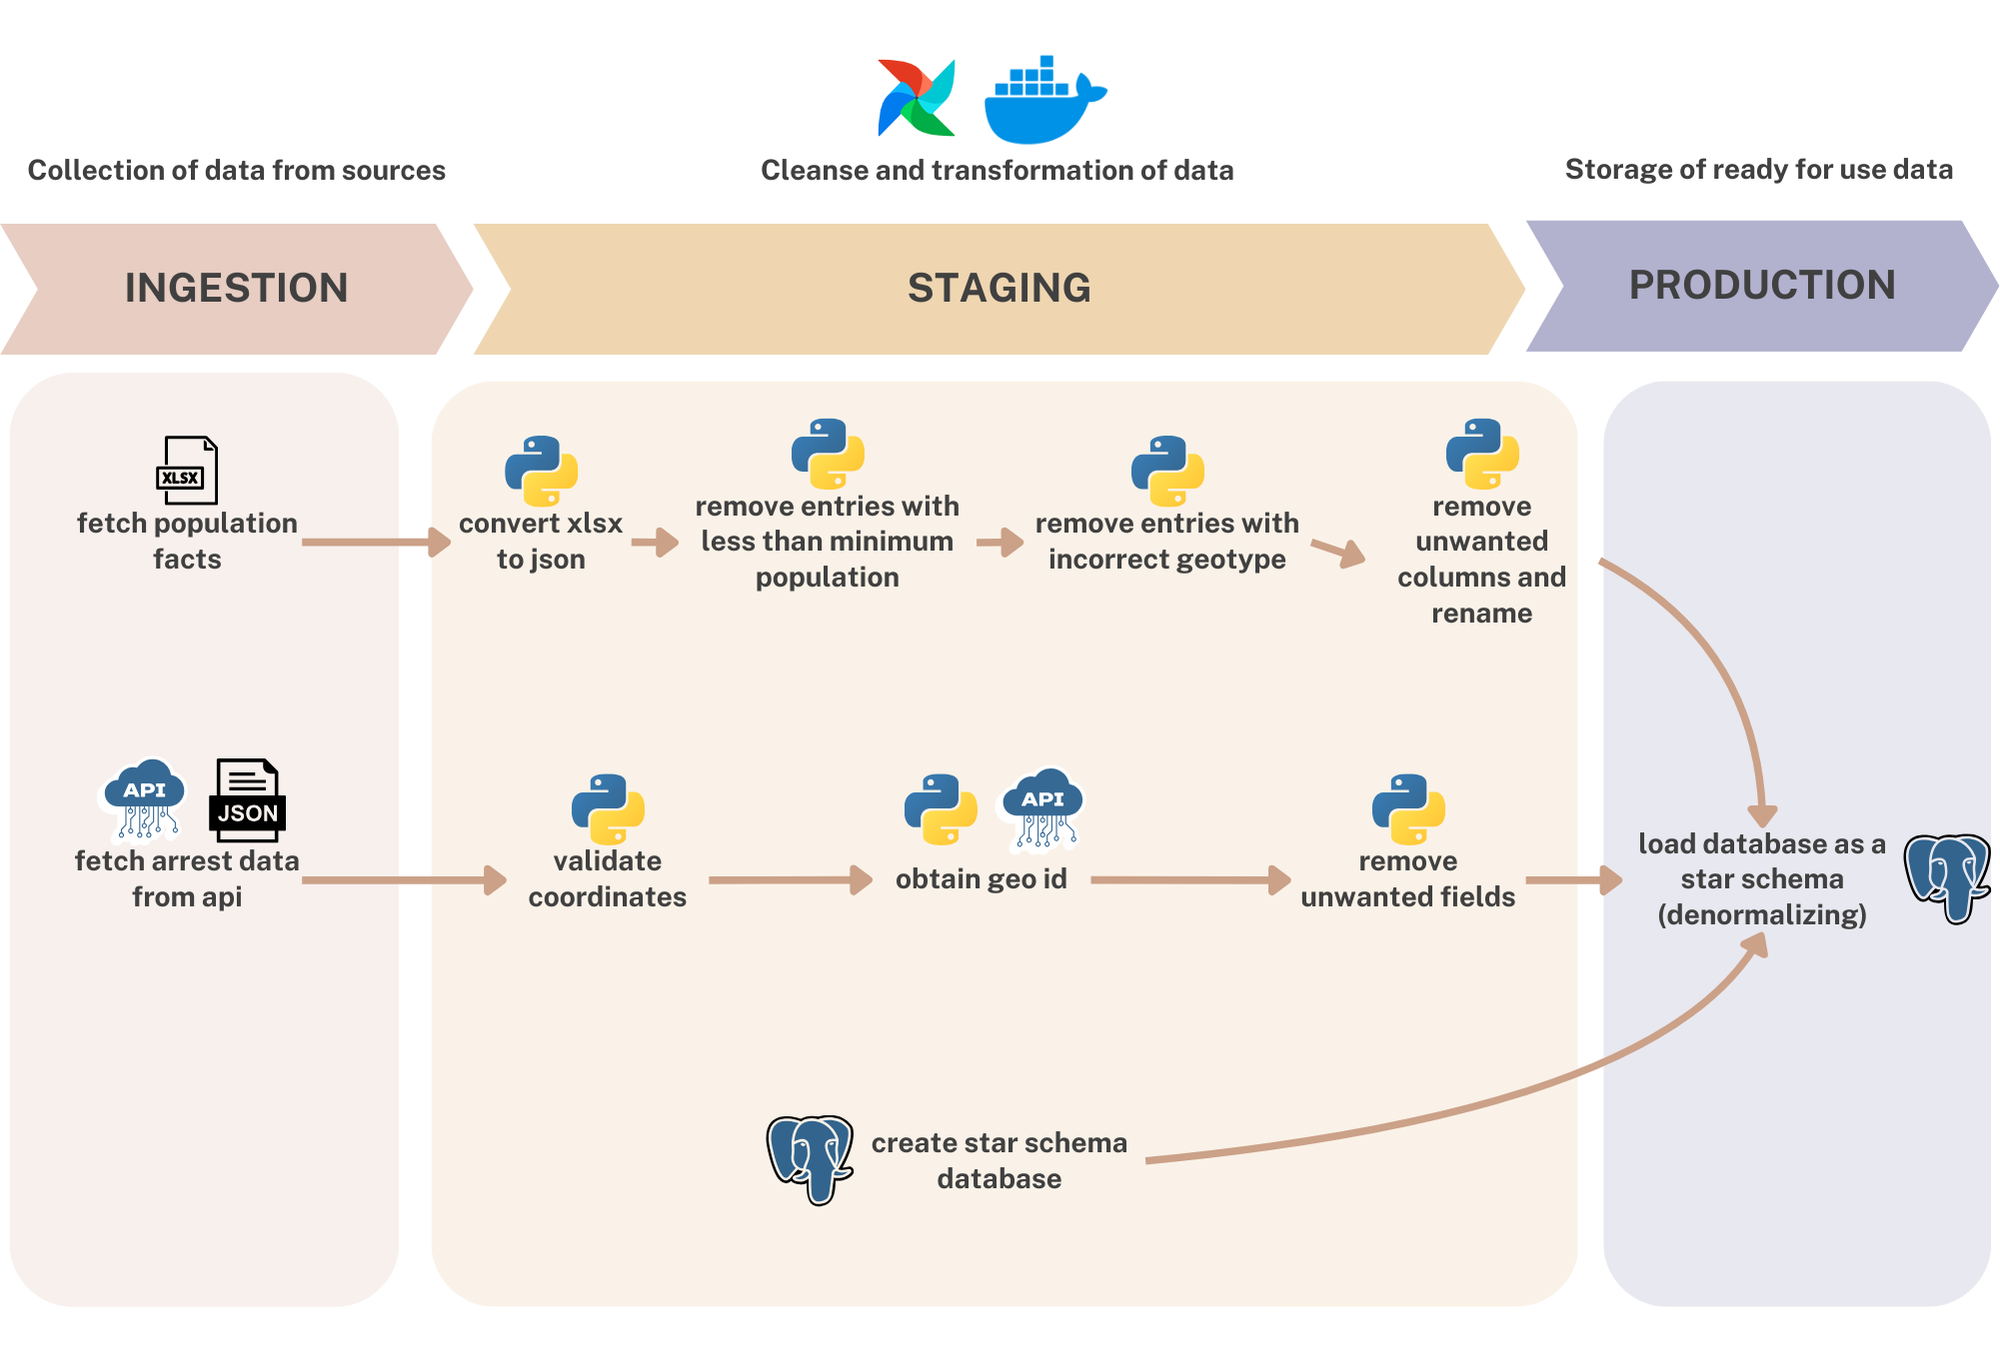 Collection of data from sources
Cleanse and transformation of data
Storage of ready for use data
INGESTION
STAGING
PRODUCTION
XLSX
fetch population
facts
convert xlsx
to json
remove entries with
less than minimum
population
remove entries with
incorrect geotype
remove
unwanted
columns and
rename
API
JSON
fetch arrest data
from api
validate
coordinates
API
obtain geo id
remove
unwanted fields
load database as a
star schema
(denormalizing)
create star schema
database